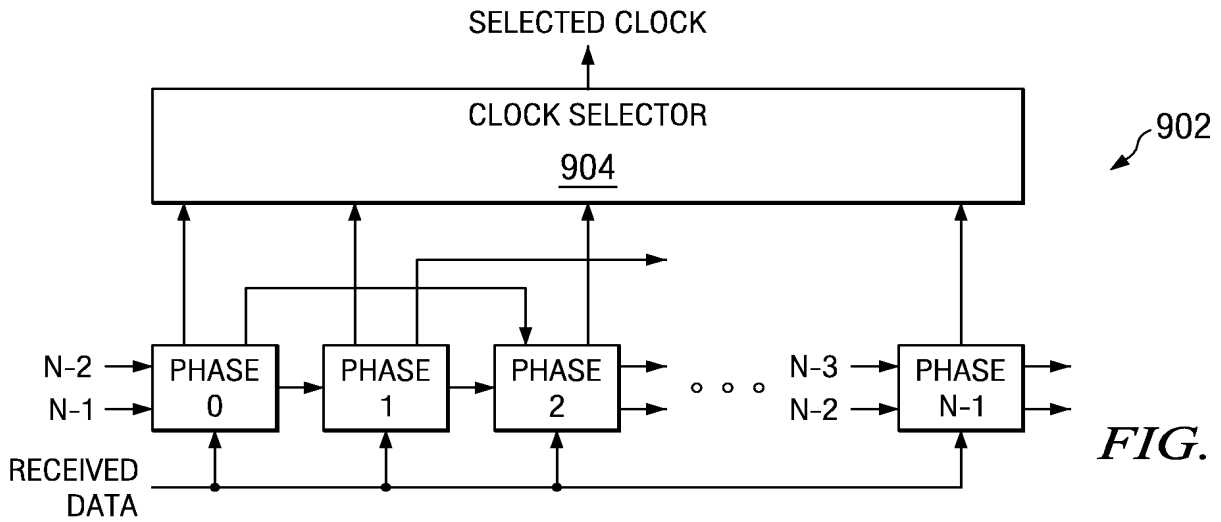 SELECTED CLOCK
CLOCK SELECTOR
904
902
N-2
N-1
PHASE
0
PHASE
1
PHASE
2
N-3
N-2
PHASE
N-1
RECEIVED
DATA
FIG.